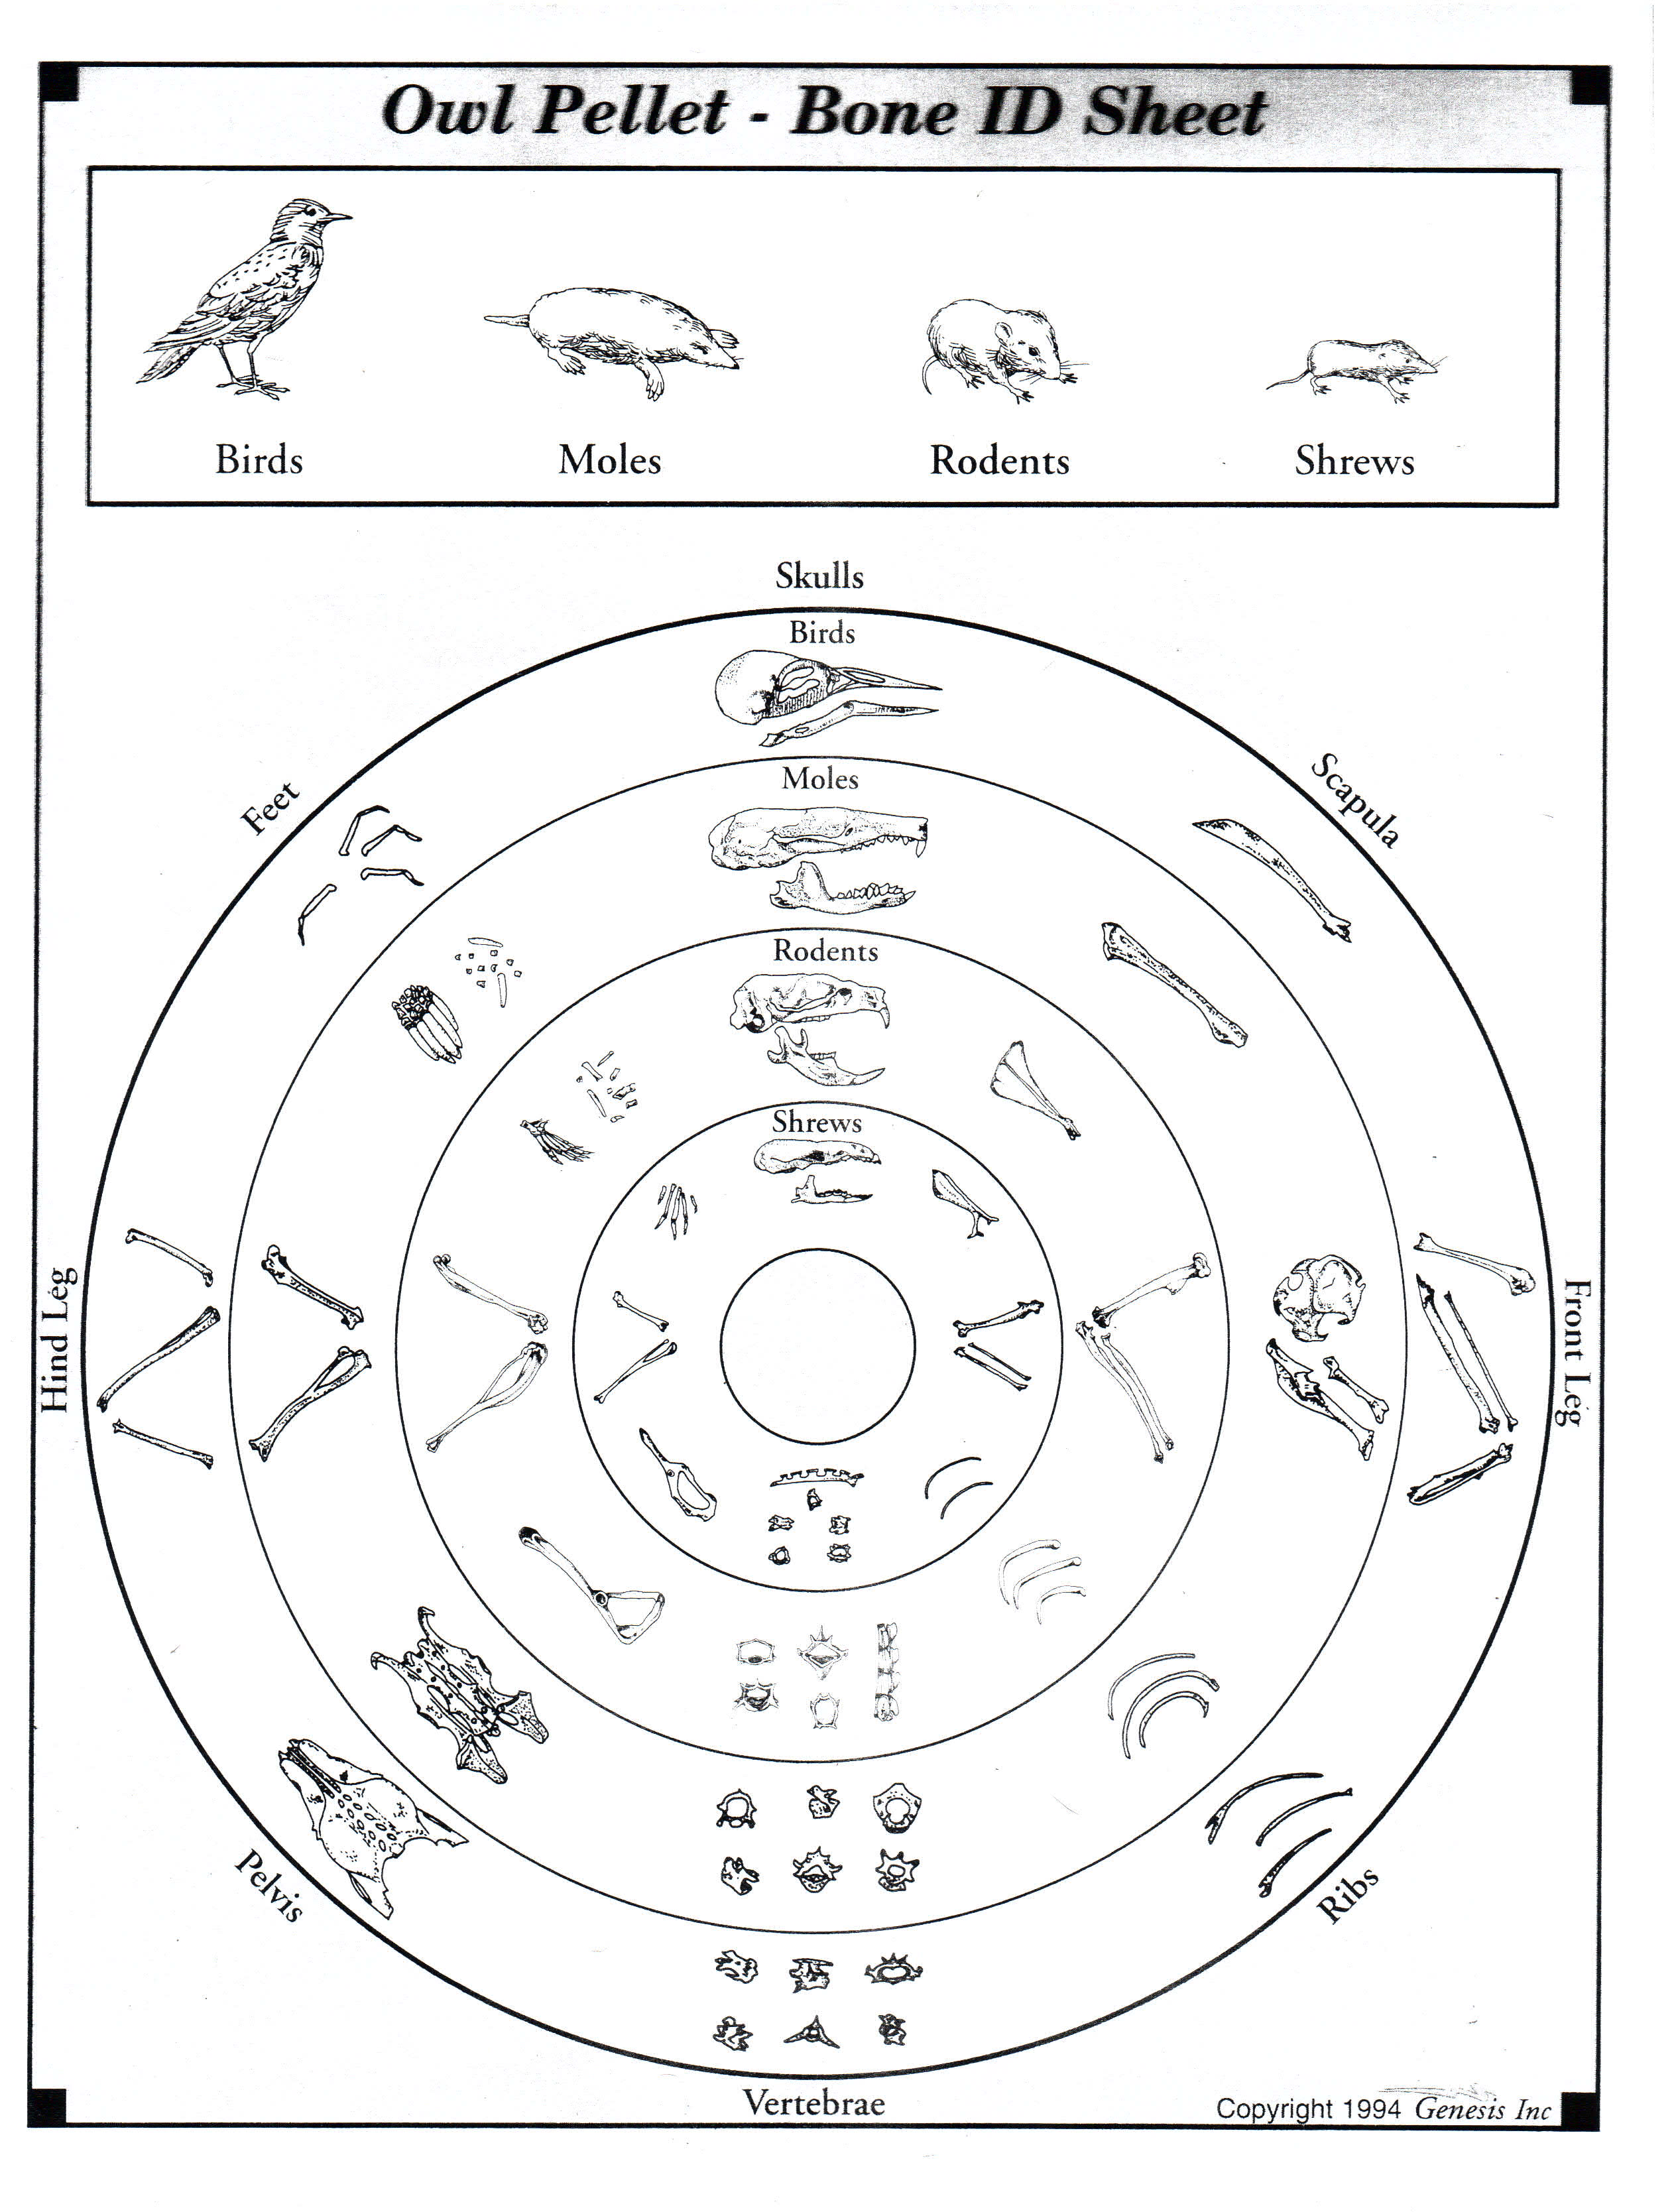 Owl Pellet - Bone ID Sheet
Birds
Moles
Rodents
Shrews
Skulls
Birds
Moles
Rodents
Shrews
Feet
Scapula
Hind Leg
Front Leg
Pelvis
Ribs
Vertebrae
Copyright 1994 Genesis Inc